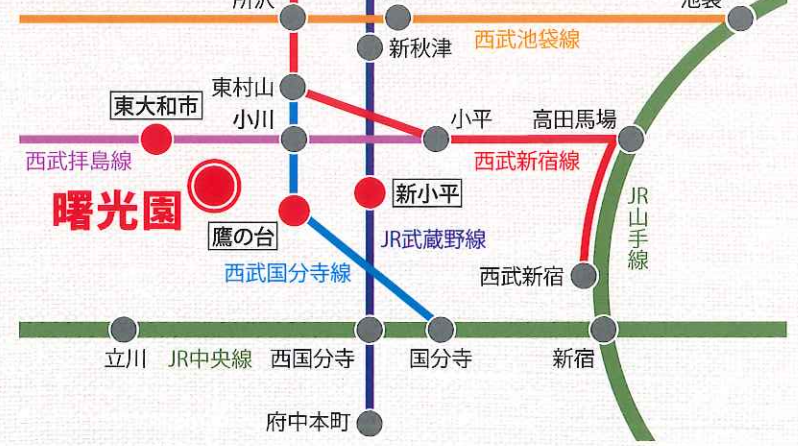 所沢
池袋
新秋津
西武池袋線
東村山
東大和市
小川
小平
高田馬場
西武拝島線
西武新宿線
曙光園
新小平
JR山手線
鷹の台
JR武蔵野線
西武国分寺線
西武新宿
立川
JR中央線
西国分寺
国分寺
新宿
府中本町